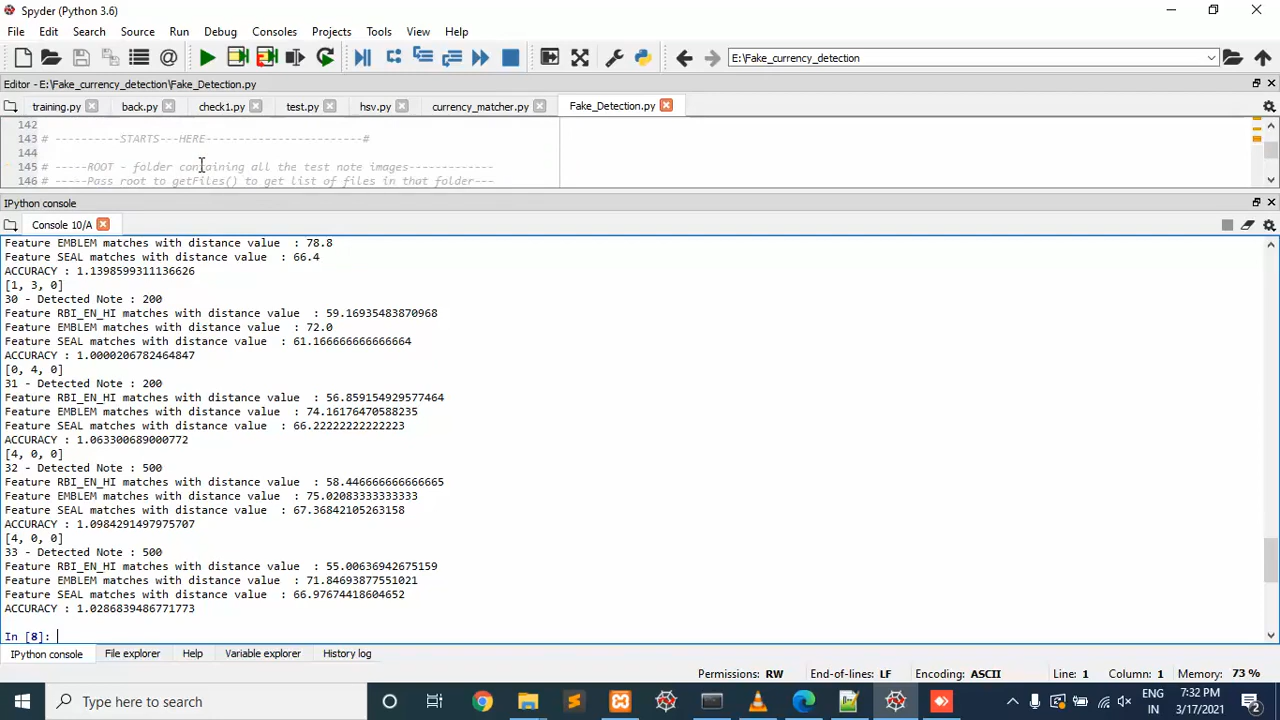 Spyder (Python 3.6)
File Edit Search Source Run Debug Consoles Projects Tools View Help
E:\Fake_currency_detection
Editor - E:\Fake_currency_detection\Fake_Detection.py
training.py back.py check1.py test.py hsv.py currency_matcher.py Fake_Detection.py
142
143 # ----------STARTS---HERE-----------------------#
144
145 # -----ROOT - folder containing all the test note images-------------
146 # -----Pass root to getFiles() to get list of files in that folder---
IPython console
Console 10/A
Feature EMBLEM matches with distance value : 78.8
Feature SEAL matches with distance value : 66.4
ACCURACY : 1.1398599311136626
[1, 3, 0]
30 - Detected Note : 200
Feature RBI_EN_HI matches with distance value : 59.16935483870968
Feature EMBLEM matches with distance value : 72.0
Feature SEAL matches with distance value : 61.166666666666664
ACCURACY : 1.0000206782464847
[0, 4, 0]
31 - Detected Note : 200
Feature RBI_EN_HI matches with distance value : 56.859154929577464
Feature EMBLEM matches with distance value : 74.16176470588235
Feature SEAL matches with distance value : 66.22222222222223
ACCURACY : 1.063300689000772
[4, 0, 0]
32 - Detected Note : 500
Feature RBI_EN_HI matches with distance value : 58.446666666666665
Feature EMBLEM matches with distance value : 75.02083333333333
Feature SEAL matches with distance value : 67.36842105263158
ACCURACY : 1.0984291497975707
[4, 0, 0]
33 - Detected Note : 500
Feature RBI_EN_HI matches with distance value : 55.00636942675159
Feature EMBLEM matches with distance value : 71.84693877551021
Feature SEAL matches with distance value : 66.97674418604652
ACCURACY : 1.0286839486771773
In [8]:
IPython console File explorer Help Variable explorer History log
Permissions: RW End-of-lines: LF Encoding: ASCII Line: 1 Column: 1 Memory: 73 %
Type here to search
ENG 7:32 PM
IN 3/17/2021 2